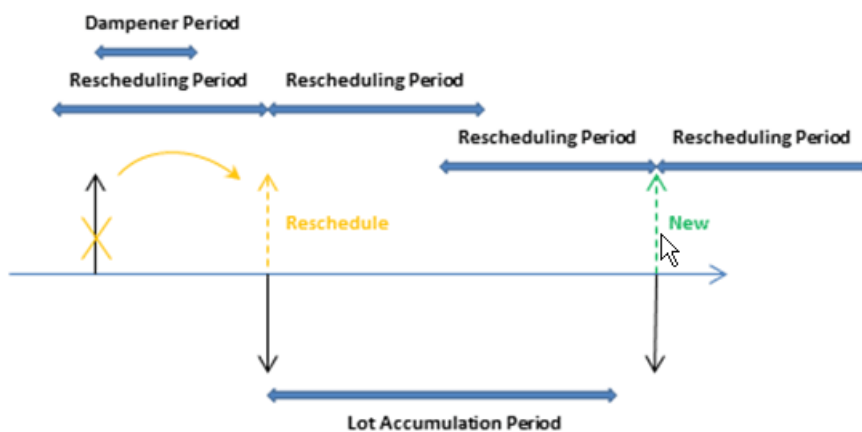 Dampener Period
Rescheduling Period Rescheduling Period
Rescheduling Period Rescheduling Period
Reschedule New
Lot Accumulation Period